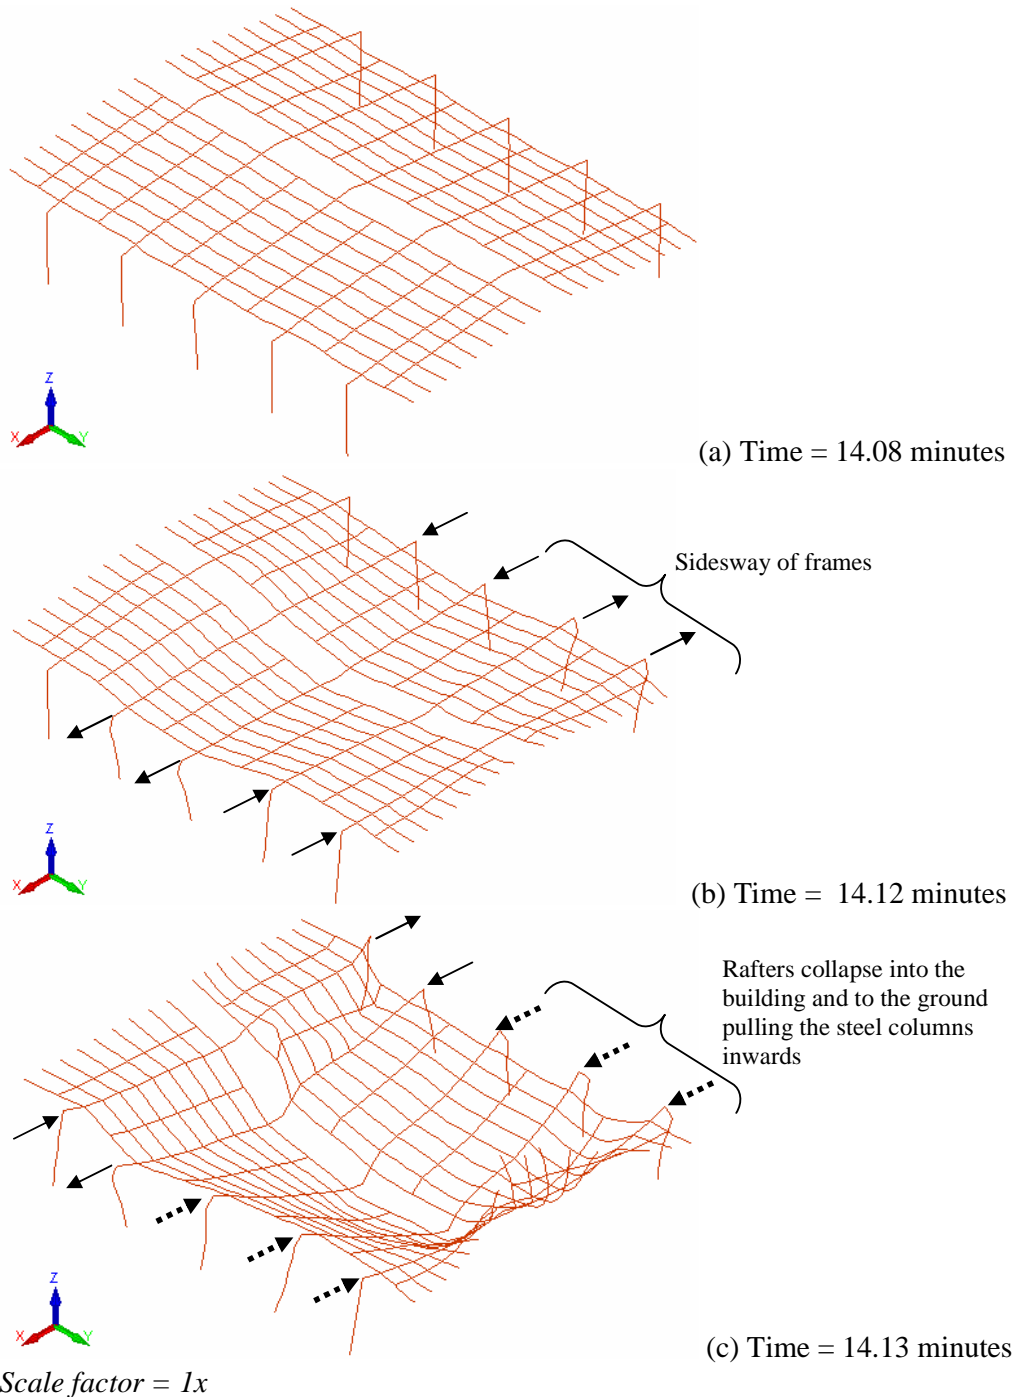 Z
X
Y
(a) Time = 14.08 minutes
Sidesway of frames
Z
X
Y
(b) Time =  14.12 minutes
Rafters collapse into the
building and to the ground
pulling the steel columns
inwards
Z
X
Y
(c) Time = 14.13 minutes
Scale factor = 1x